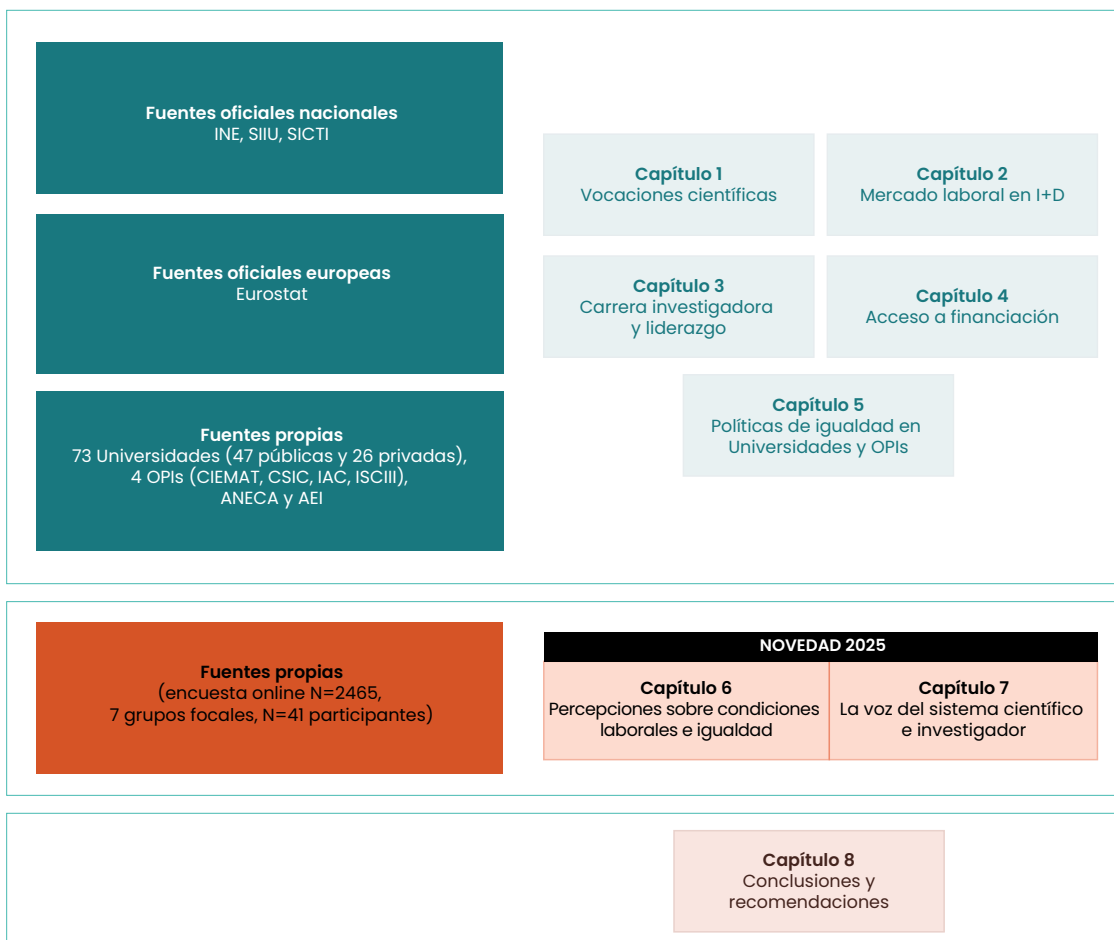 Fuentes oficiales nacionales
INE, SIIU, SICTI
Fuentes oficiales europeas
Eurostat
Fuentes propias
73 Universidades (47 públicas y 26 privadas),
4 OPIs (CIEMAT, CSIC, IAC, ISCIII),
ANECA y AEI
Capítulo 1
Vocaciones científicas
Capítulo 2
Mercado laboral en I+D
Capítulo 3
Carrera investigadora
y liderazgo
Capítulo 4
Acceso a financiación
Capítulo 5
Políticas de igualdad en
Universidades y OPIs
Fuentes propias
(encuesta online N=2465,
7 grupos focales, N=41 participantes)
NOVEDAD 2025
Capítulo 6
Percepciones sobre condiciones
laborales e igualdad
Capítulo 7
La voz del sistema científico
e investigador
Capítulo 8
Conclusiones y
recomendaciones